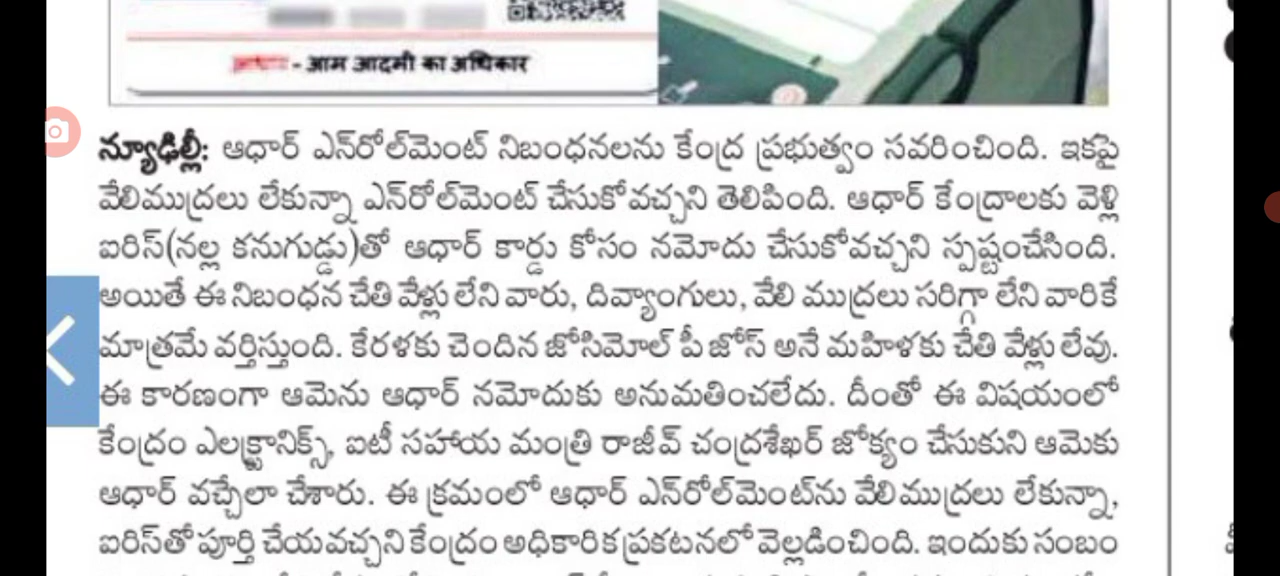 - आम आदमी का अधिकार
న్యూఢిల్లీ: ఆధార్ ఎన్‌రోల్‌మెంట్ నిబంధనలను కేంద్ర ప్రభుత్వం సవరించింది. ఇకపై
వేలిముద్రలు లేకున్నా ఎన్‌రోల్‌మెంట్ చేసుకోవచ్చని తెలిపింది. ఆధార్ కేంద్రాలకు వెళ్లి
ఐరిస్(నల్ల కనుగుడ్డు)తో ఆధార్ కార్డు కోసం నమోదు చేసుకోవచ్చని స్పష్టంచేసింది.
అయితే ఈ నిబంధన చేతి వేళ్లు లేని వారు, దివ్యాంగులు, వేలి ముద్రలు సరిగ్గా లేని వారికే
మాత్రమే వర్తిస్తుంది. కేరళకు చెందిన జోసిమోల్ పీ జోస్ అనే మహిళకు చేతి వేళ్లు లేవు.
ఈ కారణంగా ఆమెను ఆధార్ నమోదుకు అనుమతించలేదు. దీంతో ఈ విషయంలో
కేంద్రం ఎలక్ట్రానిక్స్, ఐటీ సహాయ మంత్రి రాజీవ్ చంద్రశేఖర్ జోక్యం చేసుకుని ఆమెకు
ఆధార్ వచ్చేలా చేశారు. ఈ క్రమంలో ఆధార్ ఎన్‌రోల్‌మెంట్‌ను వేలిముద్రలు లేకున్నా,
ఐరిస్‌తో పూర్తి చేయవచ్చని కేంద్రం అధికారిక ప్రకటనలో వెల్లడించింది. ఇందుకు సంబం